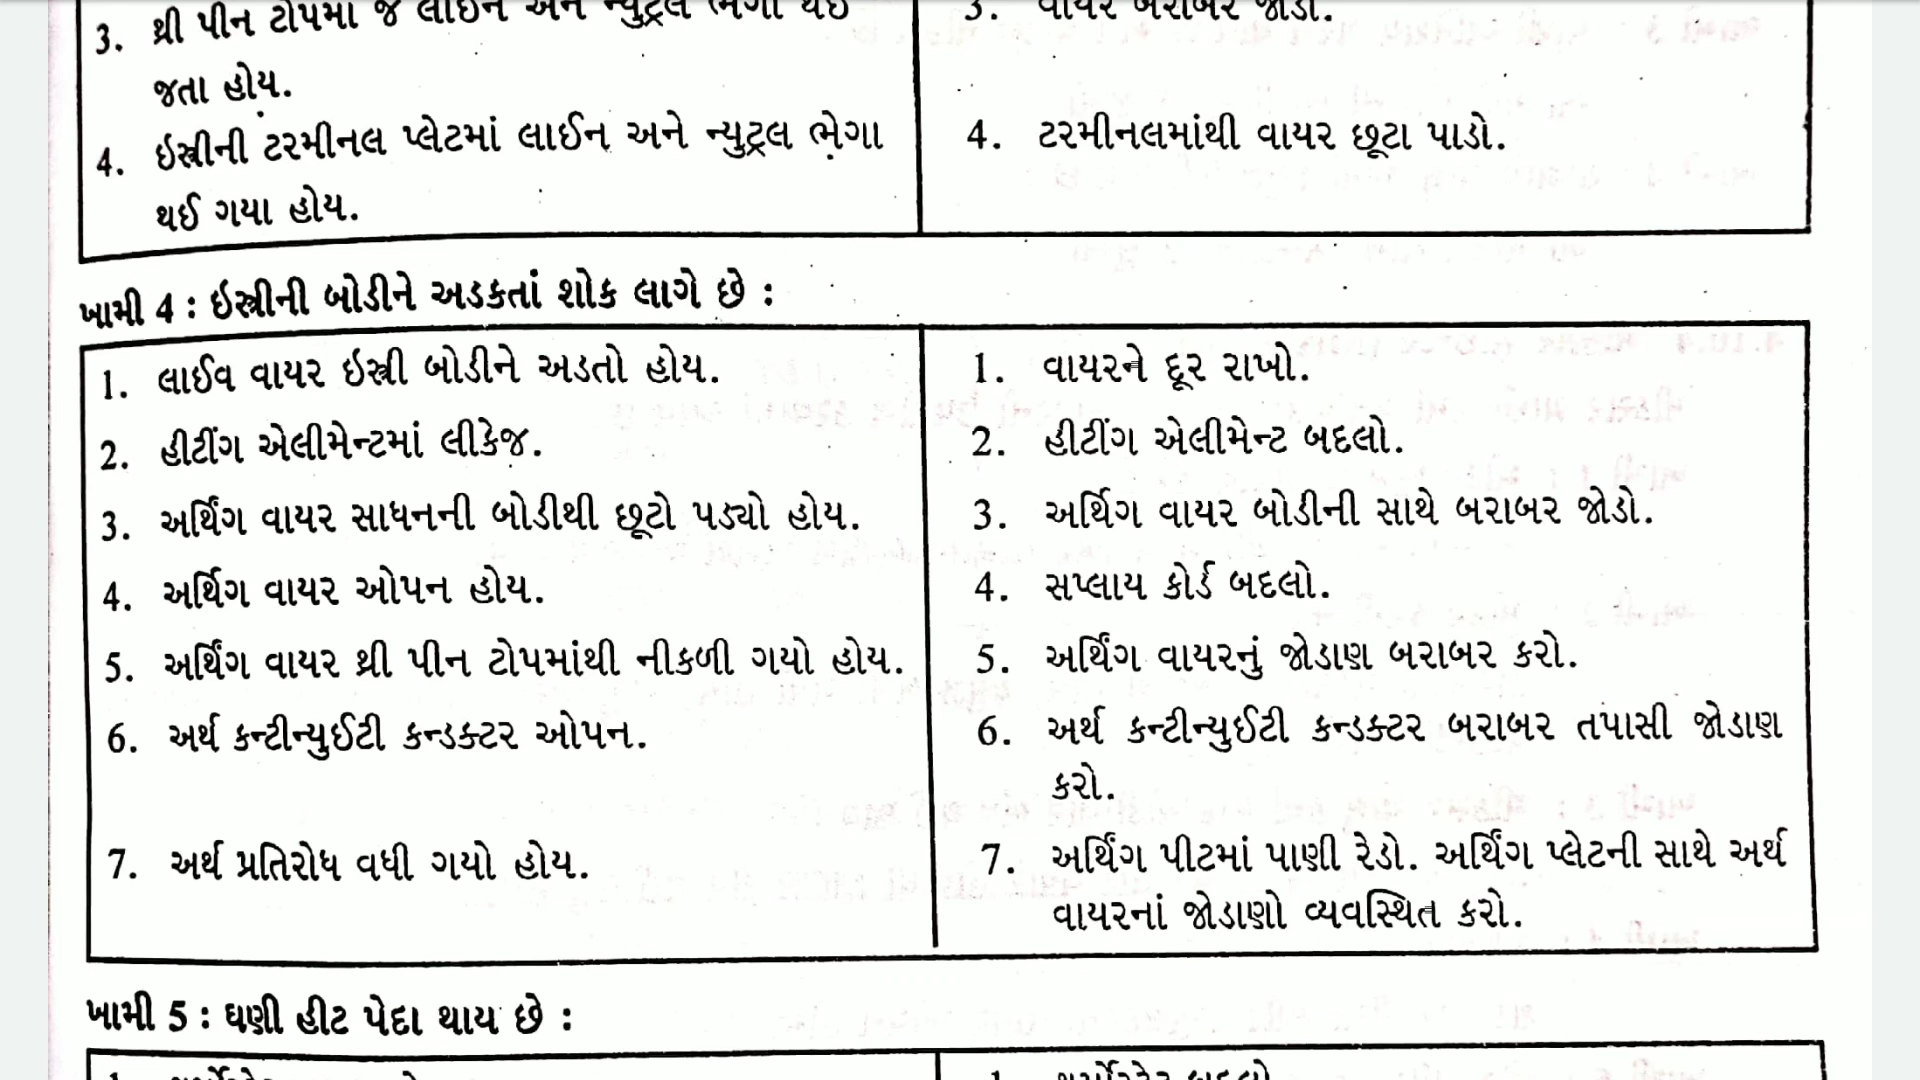 3. થ્રી પીન ટોપમાં જ લાઈન અને ન્યુટ્રલ ભેગા થઈ
જતા હોય.
3. વાયર બરાબર જોડો.
4. ઇસ્ત્રીની ટરમીનલ પ્લેટમાં લાઈન અને ન્યુટ્રલ ભેગા
થઈ ગયા હોય.
4. ટરમીનલમાંથી વાયર છૂટા પાડો.
ખામી 4 : ઇસ્ત્રીની બોડીને અડકતાં શોક લાગે છે :
1. લાઈવ વાયર ઇસ્ત્રી બોડીને અડતો હોય.
1. વાયરને દૂર રાખો.
2. હીટીંગ એલીમેન્ટમાં લીકેજ.
2. હીટીંગ એલીમેન્ટ બદલો.
3. અર્થિંગ વાયર સાધનની બોડીથી છૂટો પડ્યો હોય.
3. અર્થિગ વાયર બોડીની સાથે બરાબર જોડો.
4. અર્થિગ વાયર ઓપન હોય.
4. સપ્લાય કોર્ડ બદલો.
5. અર્થિંગ વાયર થ્રી પીન ટોપમાંથી નીકળી ગયો હોય.
5. અર્થિંગ વાયરનું જોડાણ બરાબર કરો.
6. અર્થ કન્ટીન્યુઈટી કન્ડક્ટર ઓપન.
6. અર્થ કન્ટીન્યુઈટી કન્ડક્ટર બરાબર તપાસી જોડાણ
કરો.
7. અર્થ પ્રતિરોધ વધી ગયો હોય.
7. અર્થિંગ પીટમાં પાણી રેડો. અર્થિંગ પ્લેટની સાથે અર્થ
વાયરનાં જોડાણો વ્યવસ્થિત કરો.
ખામી 5 : ઘણી હીટ પેદા થાય છે :